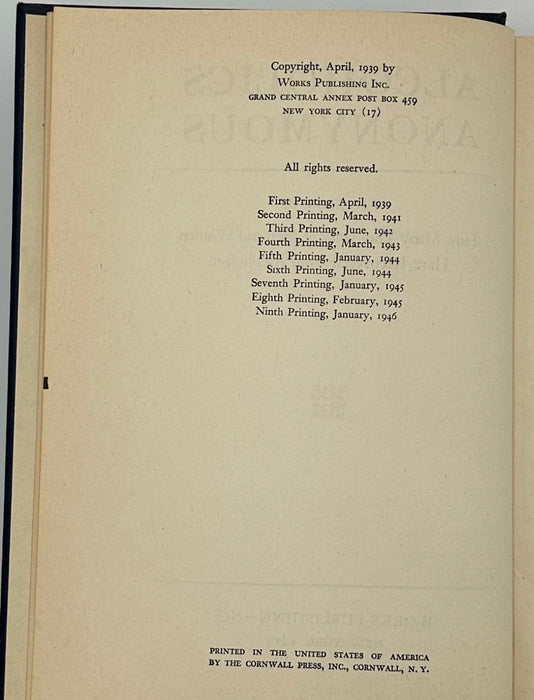 Copyright, April, 1939 by
Works Publishing Inc.
GRAND CENTRAL ANNEX POST BOX 459
NEW YORK CITY (17)
All rights reserved.
First Printing, April, 1939
Second Printing, March, 1941
Third Printing, June, 1942
Fourth Printing, March, 1943
Fifth Printing, January, 1944
Sixth Printing, June, 1944
Seventh Printing, January, 1945
Eighth Printing, February, 1945
Ninth Printing, January, 1946
PRINTED IN THE UNITED STATES OF AMERICA
BY THE CORNWALL PRESS, INC., CORNWALL, N. Y.